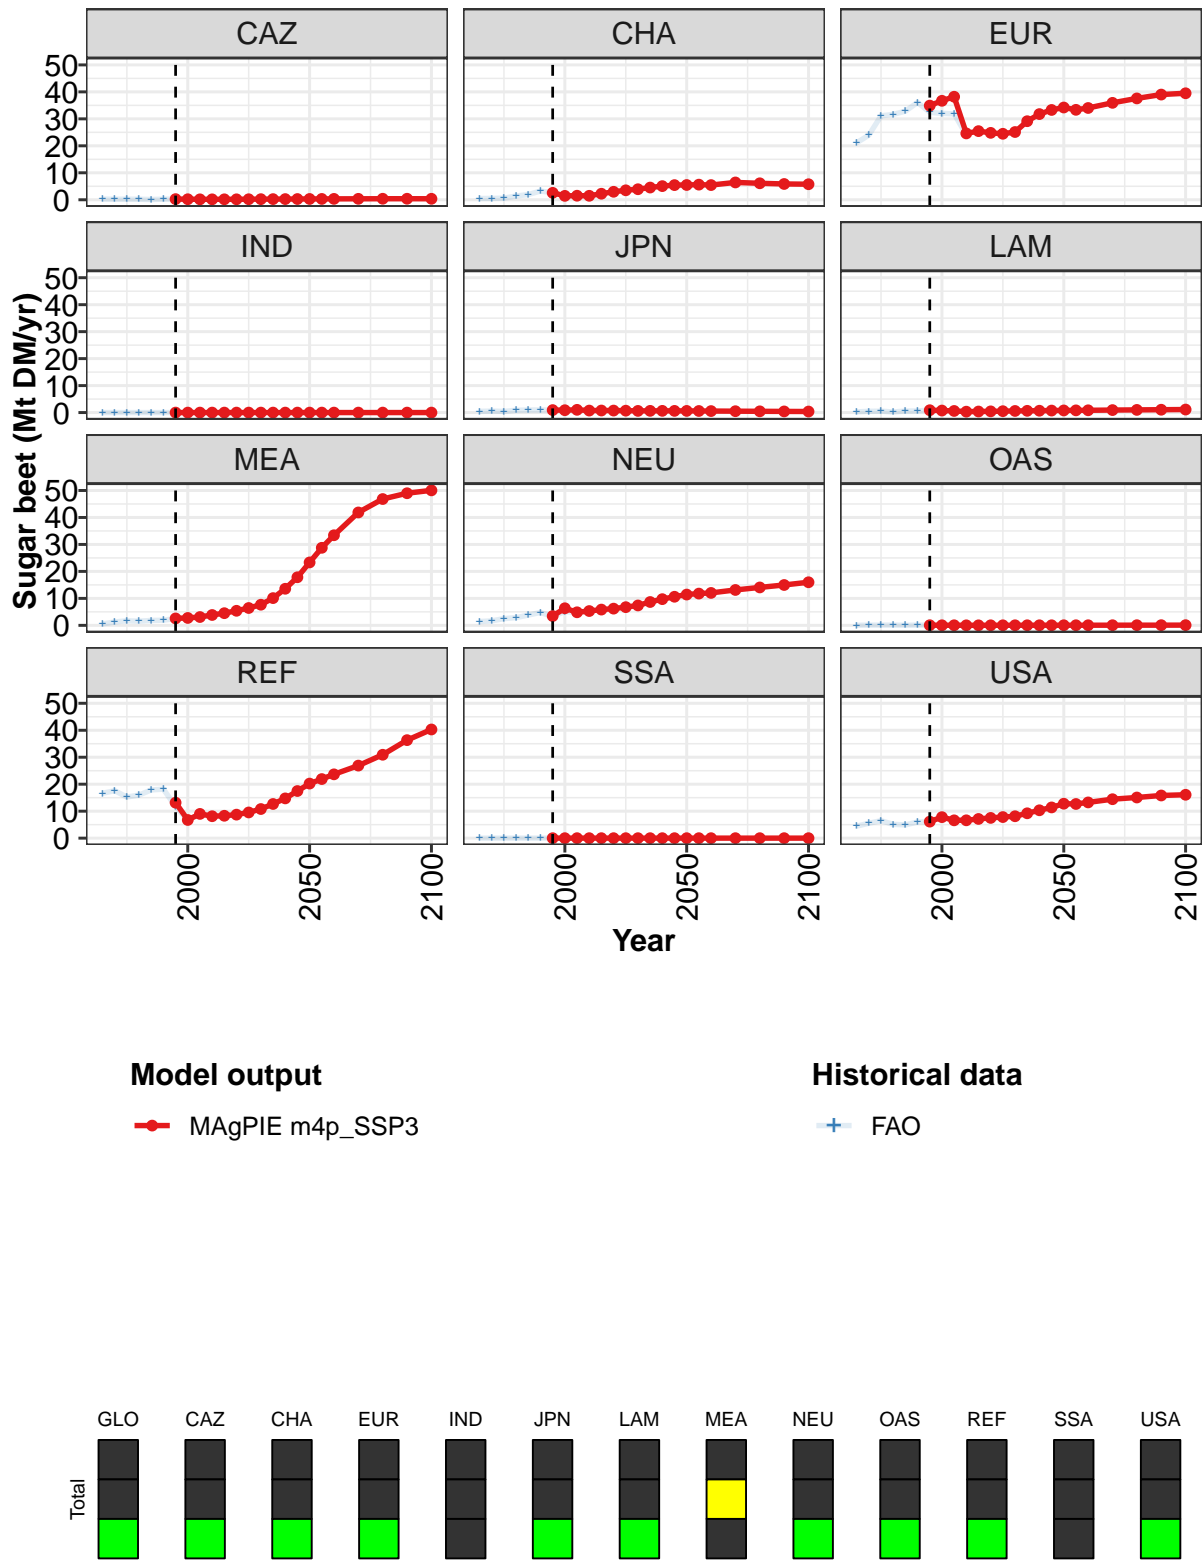 CAZ CHA EUR
50
40
30
20
10
0
IND JPN LAM
50
40
30
20
10
0
MEA NEU OAS
50
40
30
20
10
0
REF SSA USA
50
40
30
20
10
0
Sugar beet (Mt DM/yr)
2000 2050 2100 2000 2050 2100 2000 2050 2100
Year
Model output Historical data
MAgPIE m4p_SSP3 FAO
GLO CAZ CHA EUR IND JPN LAM MEA NEU OAS REF SSA USA
Total